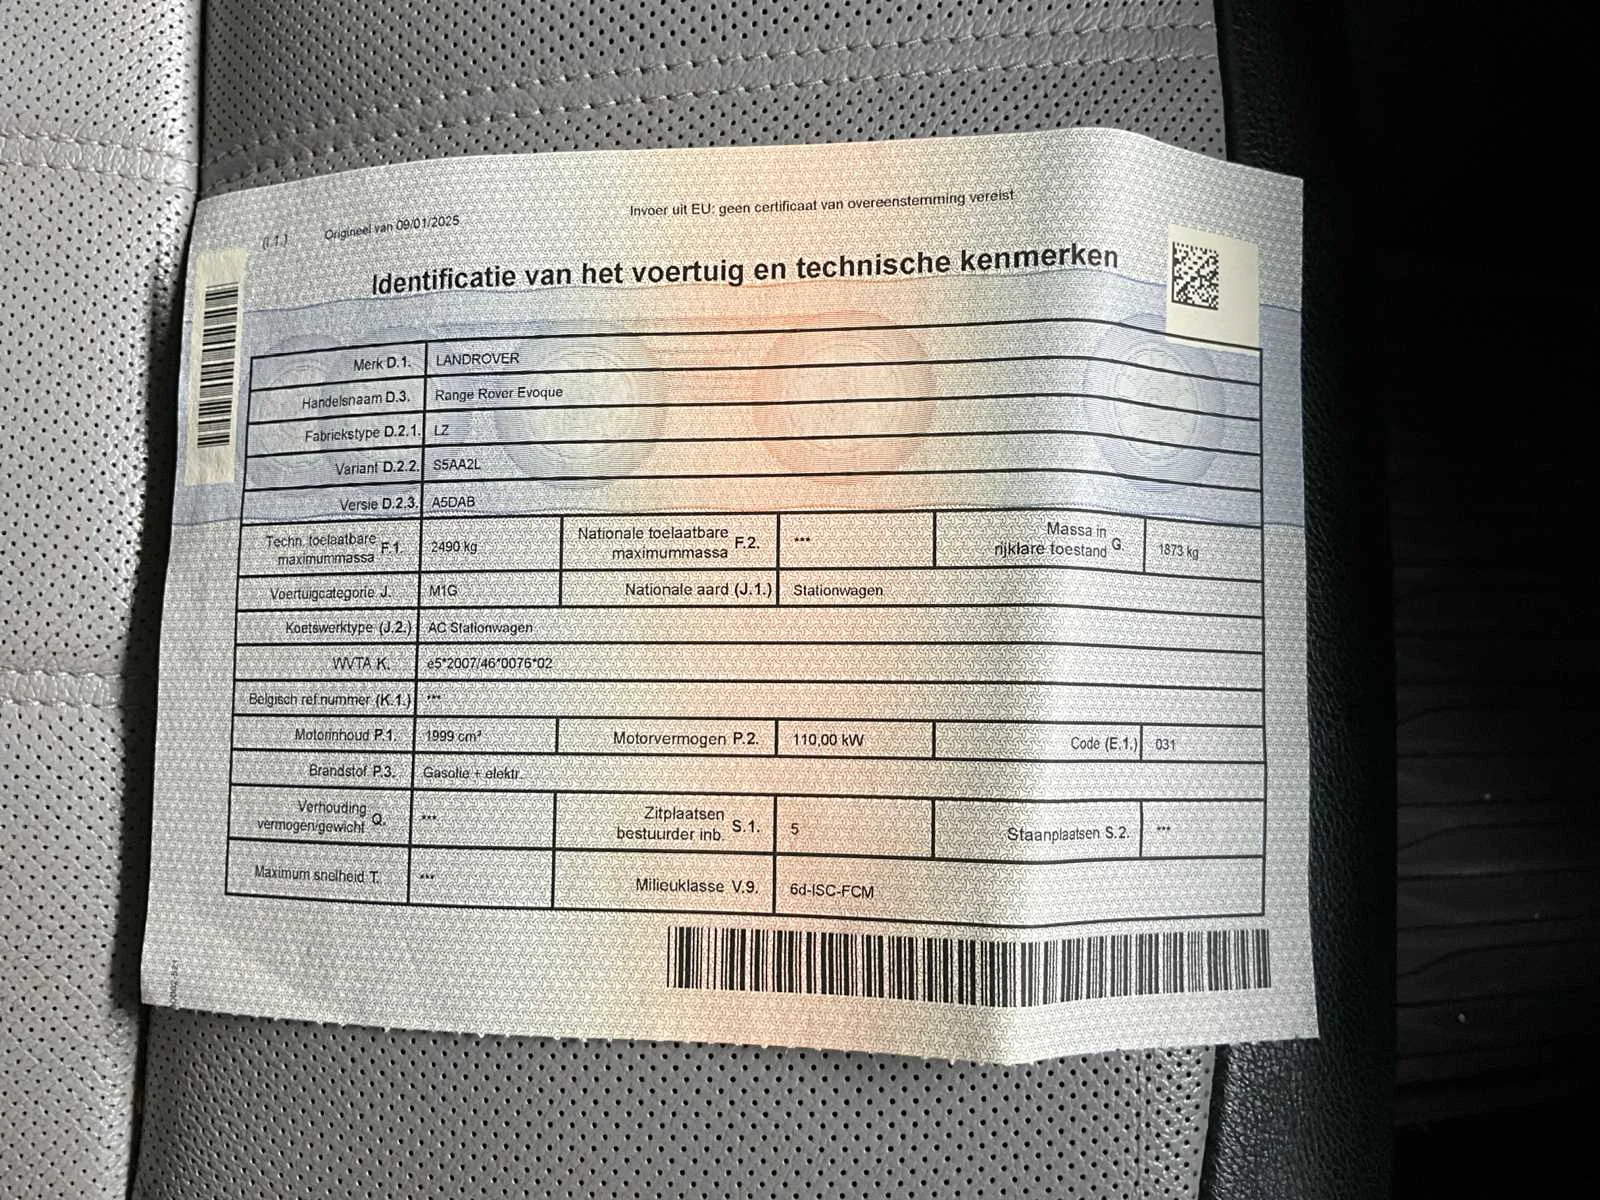 (I.1.) Origineel van 09/01/2025
Invoer uit EU: geen certificaat van overeenstemming vereist
Identificatie van het voertuig en technische kenmerken
Merk D.1. LANDROVER
Handelsnaam D.3. Range Rover Evoque
Fabrickstype D.2.1. LZ
Variant D.2.2. S5AA2L
Versie D.2.3. A5DAB
Techn. toelaatbare maximummassa F.1. 2490 kg Nationale toelaatbare maximummassa F.2. *** Massa in rijklare toestand G. 1873 kg
Voertuigcategorie J. M1G Nationale aard (J.1.) Stationwagen
Koetswerktype (J.2.) AC Stationwagen
WVTA K. e5*2007/46*0076*02
Belgisch ref.nummer (K.1.) ***
Motorinhoud P.1. 1999 cm³ Motorvermogen P.2. 110,00 kW Code (E.1.) 031
Brandstof P.3. Gasolie + elektr.
Verhouding vermogen/gewicht Q. *** Zitplaatsen bestuurder inb. S.1. 5 Staanplaatsen S.2. ***
Maximum snelheid T. *** Milieuklasse V.9. 6d-ISC-FCM